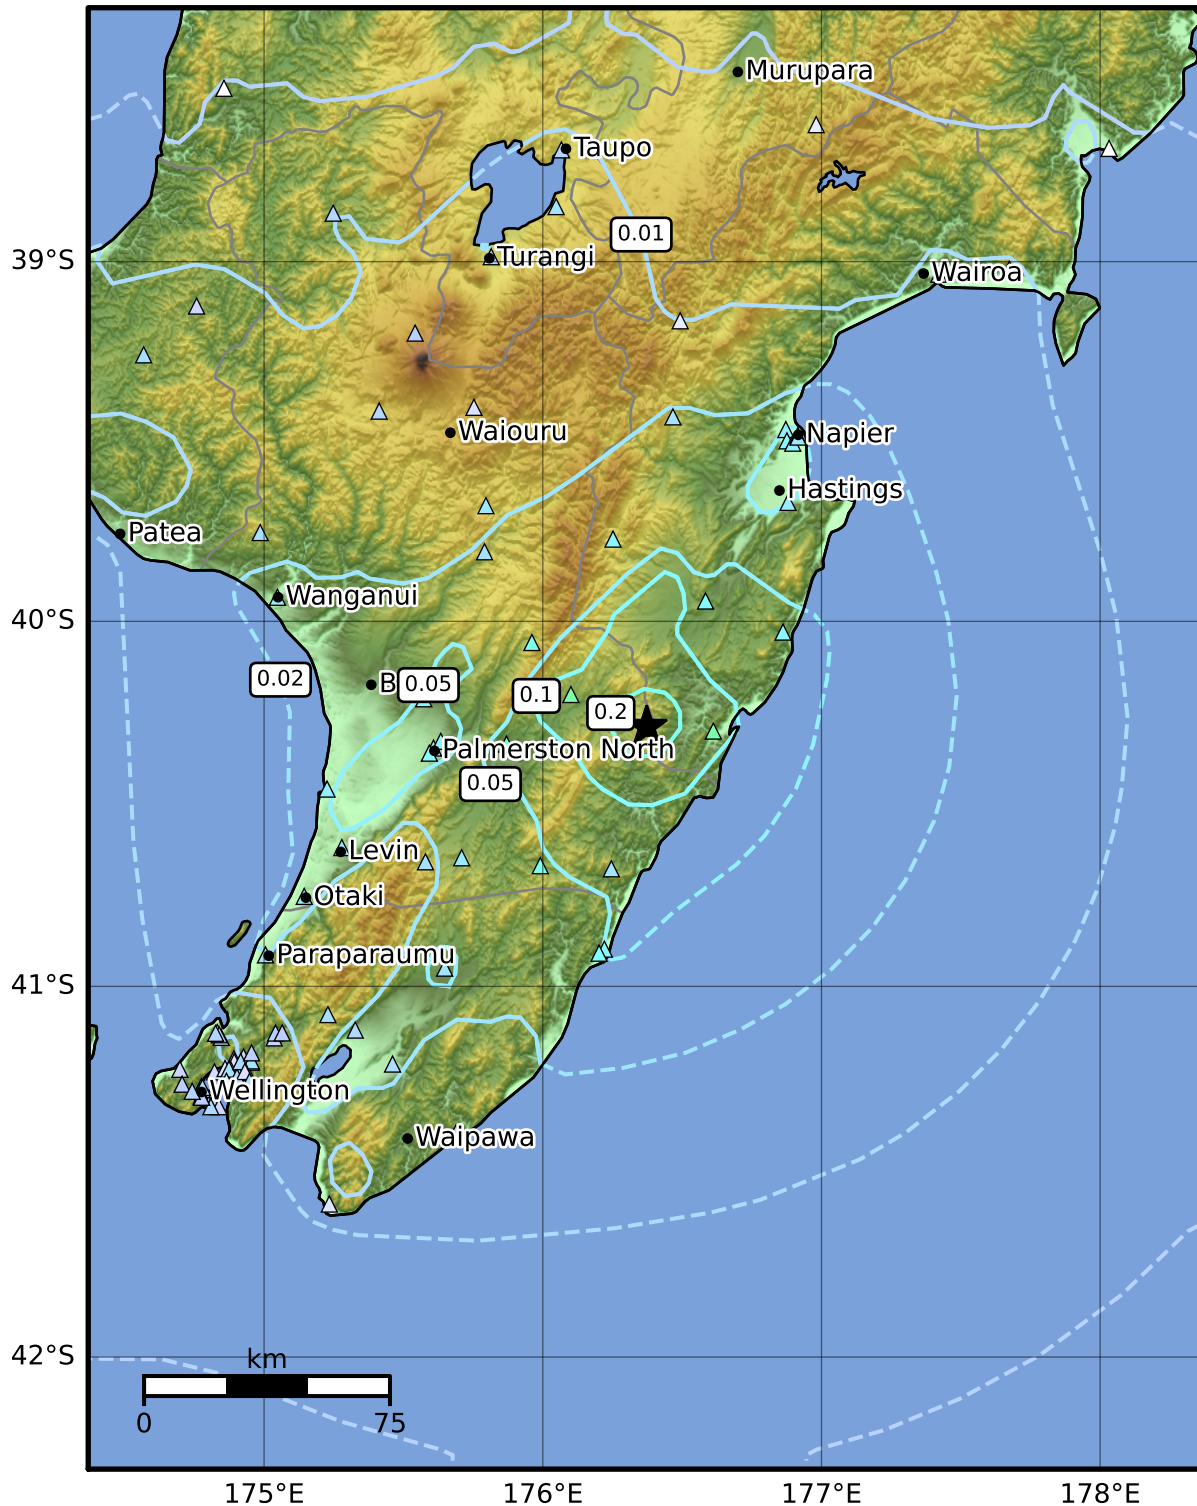 Murupara
Taupo
0.01
Turangi
39°S
Wairoa
Waiouru
Napier
Hastings
Patea
Wanganui
40°S
0.02
B
0.05
0.1
0.2
Palmerston North
0.05
Levin
Otaki
Paraparaumu
41°S
Wellington
Waipawa
42°S
km
0
75
175°E
176°E
177°E
178°E